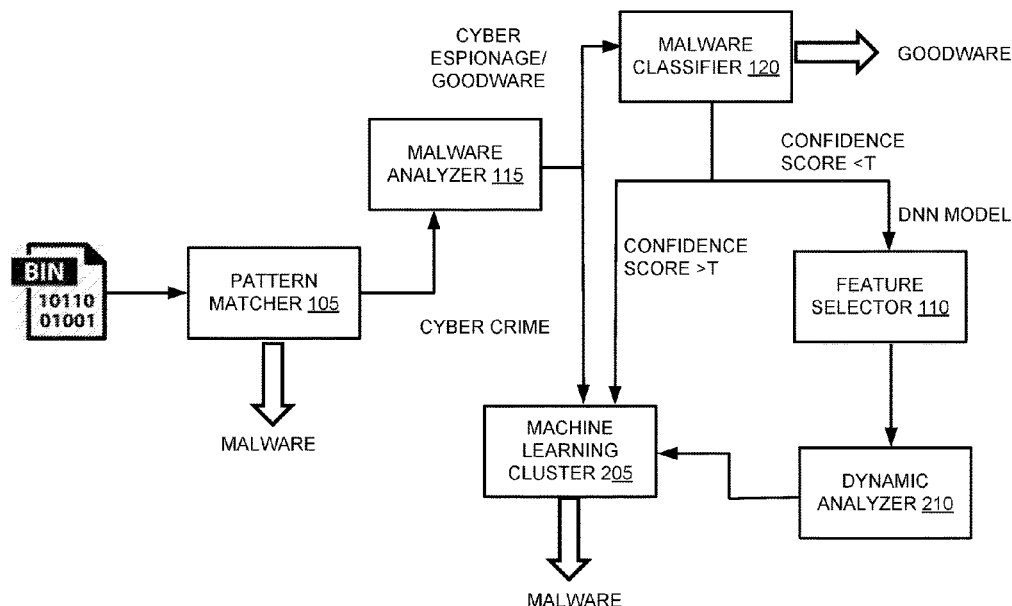 CYBER
ESPIONAGE/
GOODWARE
MALWARE
CLASSIFIER 120
GOODWARE
MALWARE
ANALYZER 115
CONFIDENCE
SCORE <T
DNN MODEL
BIN
10110
01001
PATTERN
MATCHER 105
CONFIDENCE
SCORE >T
FEATURE
SELECTOR 110
CYBER CRIME
MALWARE
MACHINE
LEARNING
CLUSTER 205
DYNAMIC
ANALYZER 210
MALWARE